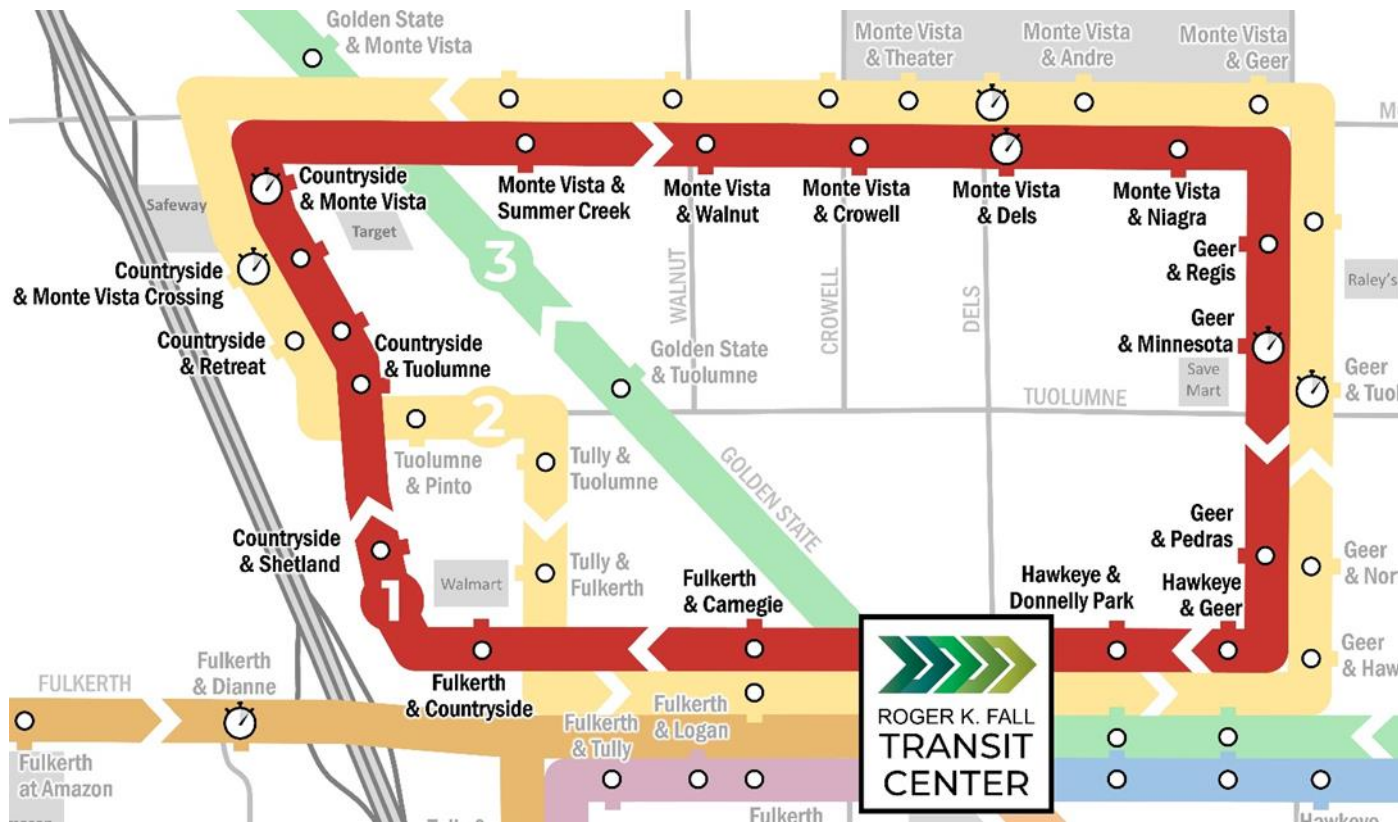 Golden State
& Monte Vista
Monte Vista
& Theater
Monte Vista
& Andre
Monte Vista
& Geer
Safeway
Countryside
& Monte Vista
Target
Monte Vista &
Summer Creek
Monte Vista
& Walnut
Monte Vista
& Crowell
Monte Vista
& Dels
Monte Vista
& Niagra
Countryside
& Monte Vista Crossing
3
WALNUT
CROWELL
DELS
Geer
& Regis
Raley's
Countryside
& Retreat
Countryside
& Tuolumne
Golden State
& Tuolumne
Geer
& Minnesota
Save
Mart
Geer
TUOLUMNE
2
Tuolumne
& Pinto
Tully &
Tuolumne
GOLDEN STATE
Countryside
& Shetland
Walmart
Tully &
Fulkerth
Geer
& Pedras
Geer
1
Fulkerth
& Carnegie
Hawkeye &
Donnelly Park
Hawkeye
& Geer
Geer
FULKERTH
Fulkerth
& Dianne
Fulkerth
& Countryside
Fulkerth
& Tully
Fulkerth
& Logan
ROGER K. FALL
TRANSIT
CENTER
Fulkerth
at Amazon
Fulkerth
Hawkeye